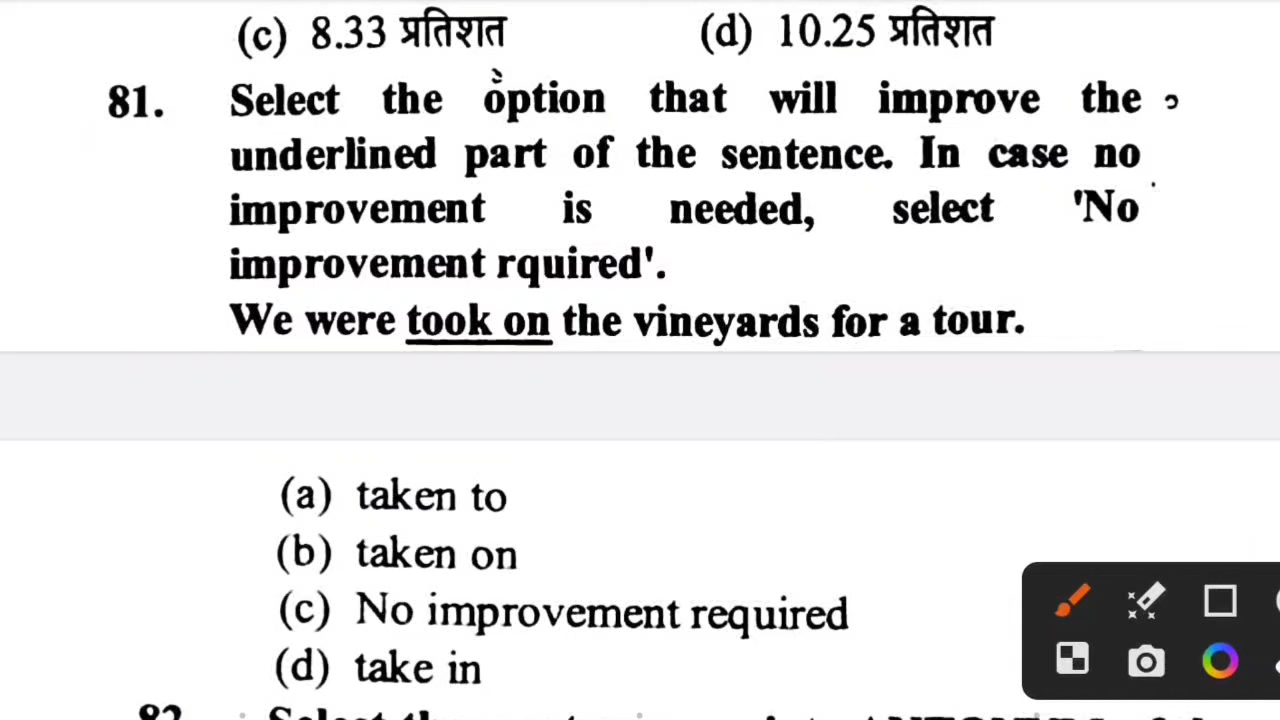 (c) 8.33 प्रतिशत (d) 10.25 प्रतिशत
81. Select the option that will improve the
underlined part of the sentence. In case no
improvement is needed, select 'No
improvement rquired'.
We were took on the vineyards for a tour.
(a) taken to
(b) taken on
(c) No improvement required
(d) take in
82